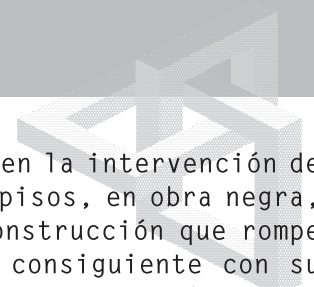 en la intervención de
pisos, en obra negra,
onstrucción que rompe
consiguiente con su